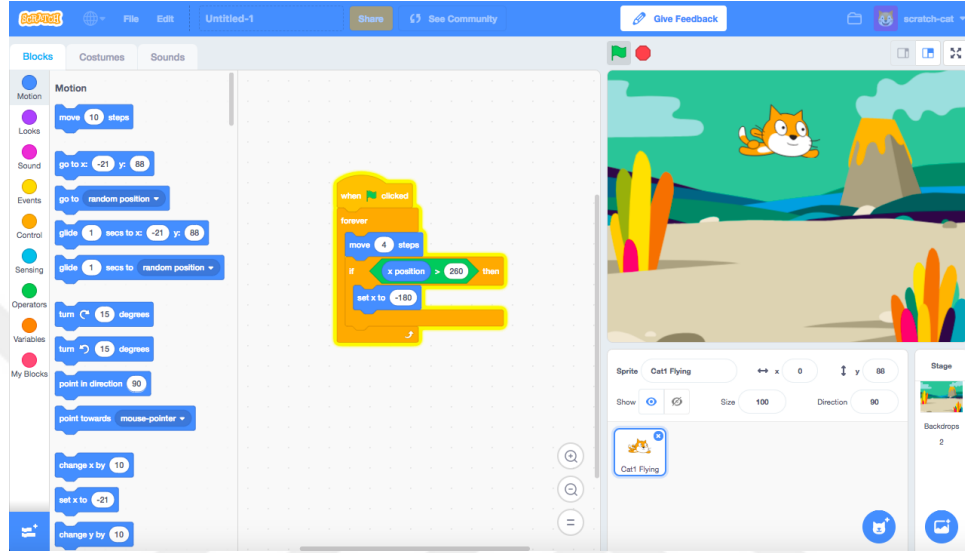 SCRATCH File Edit Untitled-1 Share See Community Give Feedback scratch-cat
Blocks Costumes Sounds
Motion
Looks
Sound
Events
Control
Sensing
Operators
Variables
My Blocks
Motion
move 10 steps
go to x: -21 y: 88
go to random position
glide 1 secs to x: -21 y: 88
glide 1 secs to random position
turn 15 degrees
turn 15 degrees
point in direction 90
point towards mouse-pointer
change x by 10
set x to -21
change y by 10
when clicked
forever
move 4 steps
if x position > 260 then
set x to -180
Sprite Cat1 Flying x 0 y 88
Show Size 100 Direction 90
Cat1 Flying
Stage
Backdrops
2